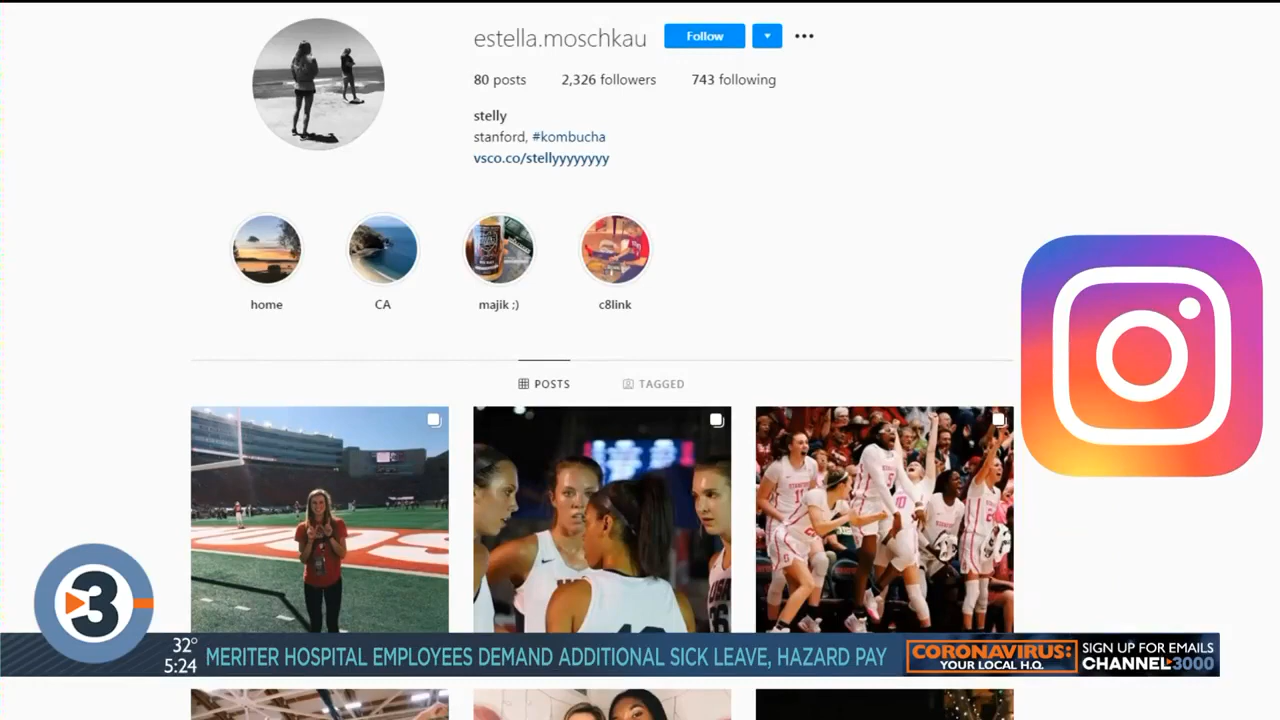 estella.moschkau
Follow
80 posts 2,326 followers 743 following
stelly
stanford, #kombucha
vsco.co/stellyyyyyyyy
home CA majik ;) c8link
POSTS TAGGED
3
32°
5:24
MERITER HOSPITAL EMPLOYEES DEMAND ADDITIONAL SICK LEAVE, HAZARD PAY
CORONAVIRUS:
YOUR LOCAL H.Q.
SIGN UP FOR EMAILS
CHANNEL3000